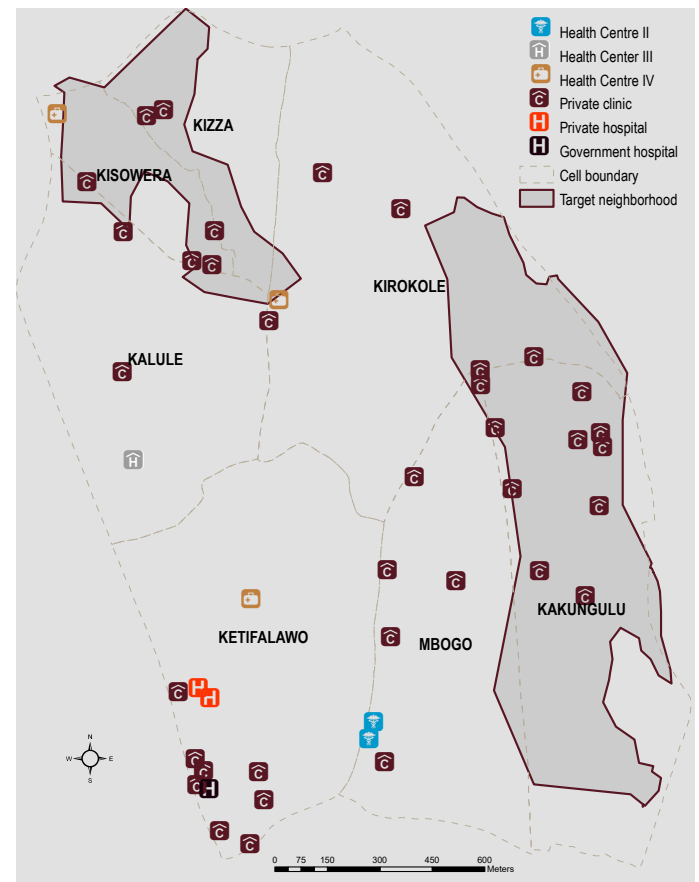 Health Centre II
Health Center III
Health Centre IV
Private clinic
Private hospital
Government hospital
Cell boundary
Target neighborhood
KIZZA
KISOWERA
KIROKOLE
KALULE
KETIFALAWO
MBOGO
KAKUNGULU
N
W E
S
0 75 150 300 450 600
Meters